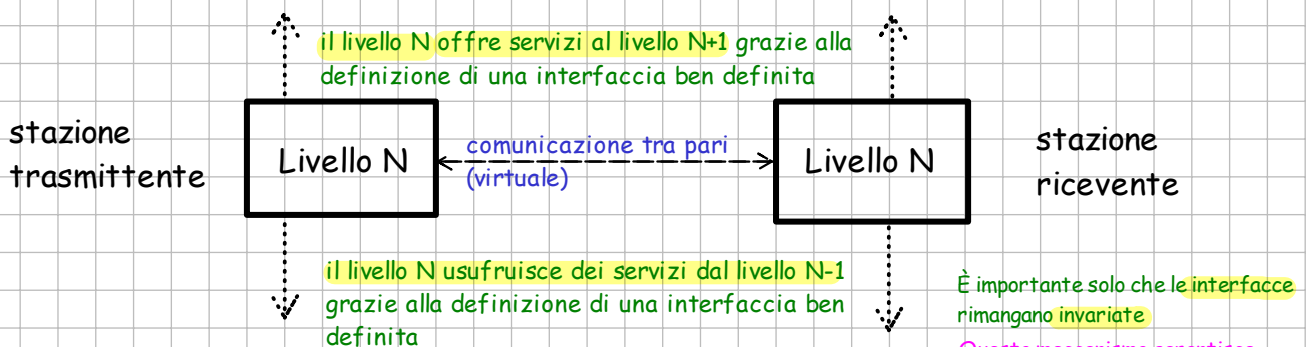 il livello N offre servizi al livello N+1 grazie alla
definizione di una interfaccia ben definita
stazione
trasmittente
Livello N
comunicazione tra pari
(virtuale)
Livello N
stazione
ricevente
il livello N usufruisce dei servizi dal livello N-1
grazie alla definizione di una interfaccia ben
definita
È importante solo che le interfacce
rimangano invariate